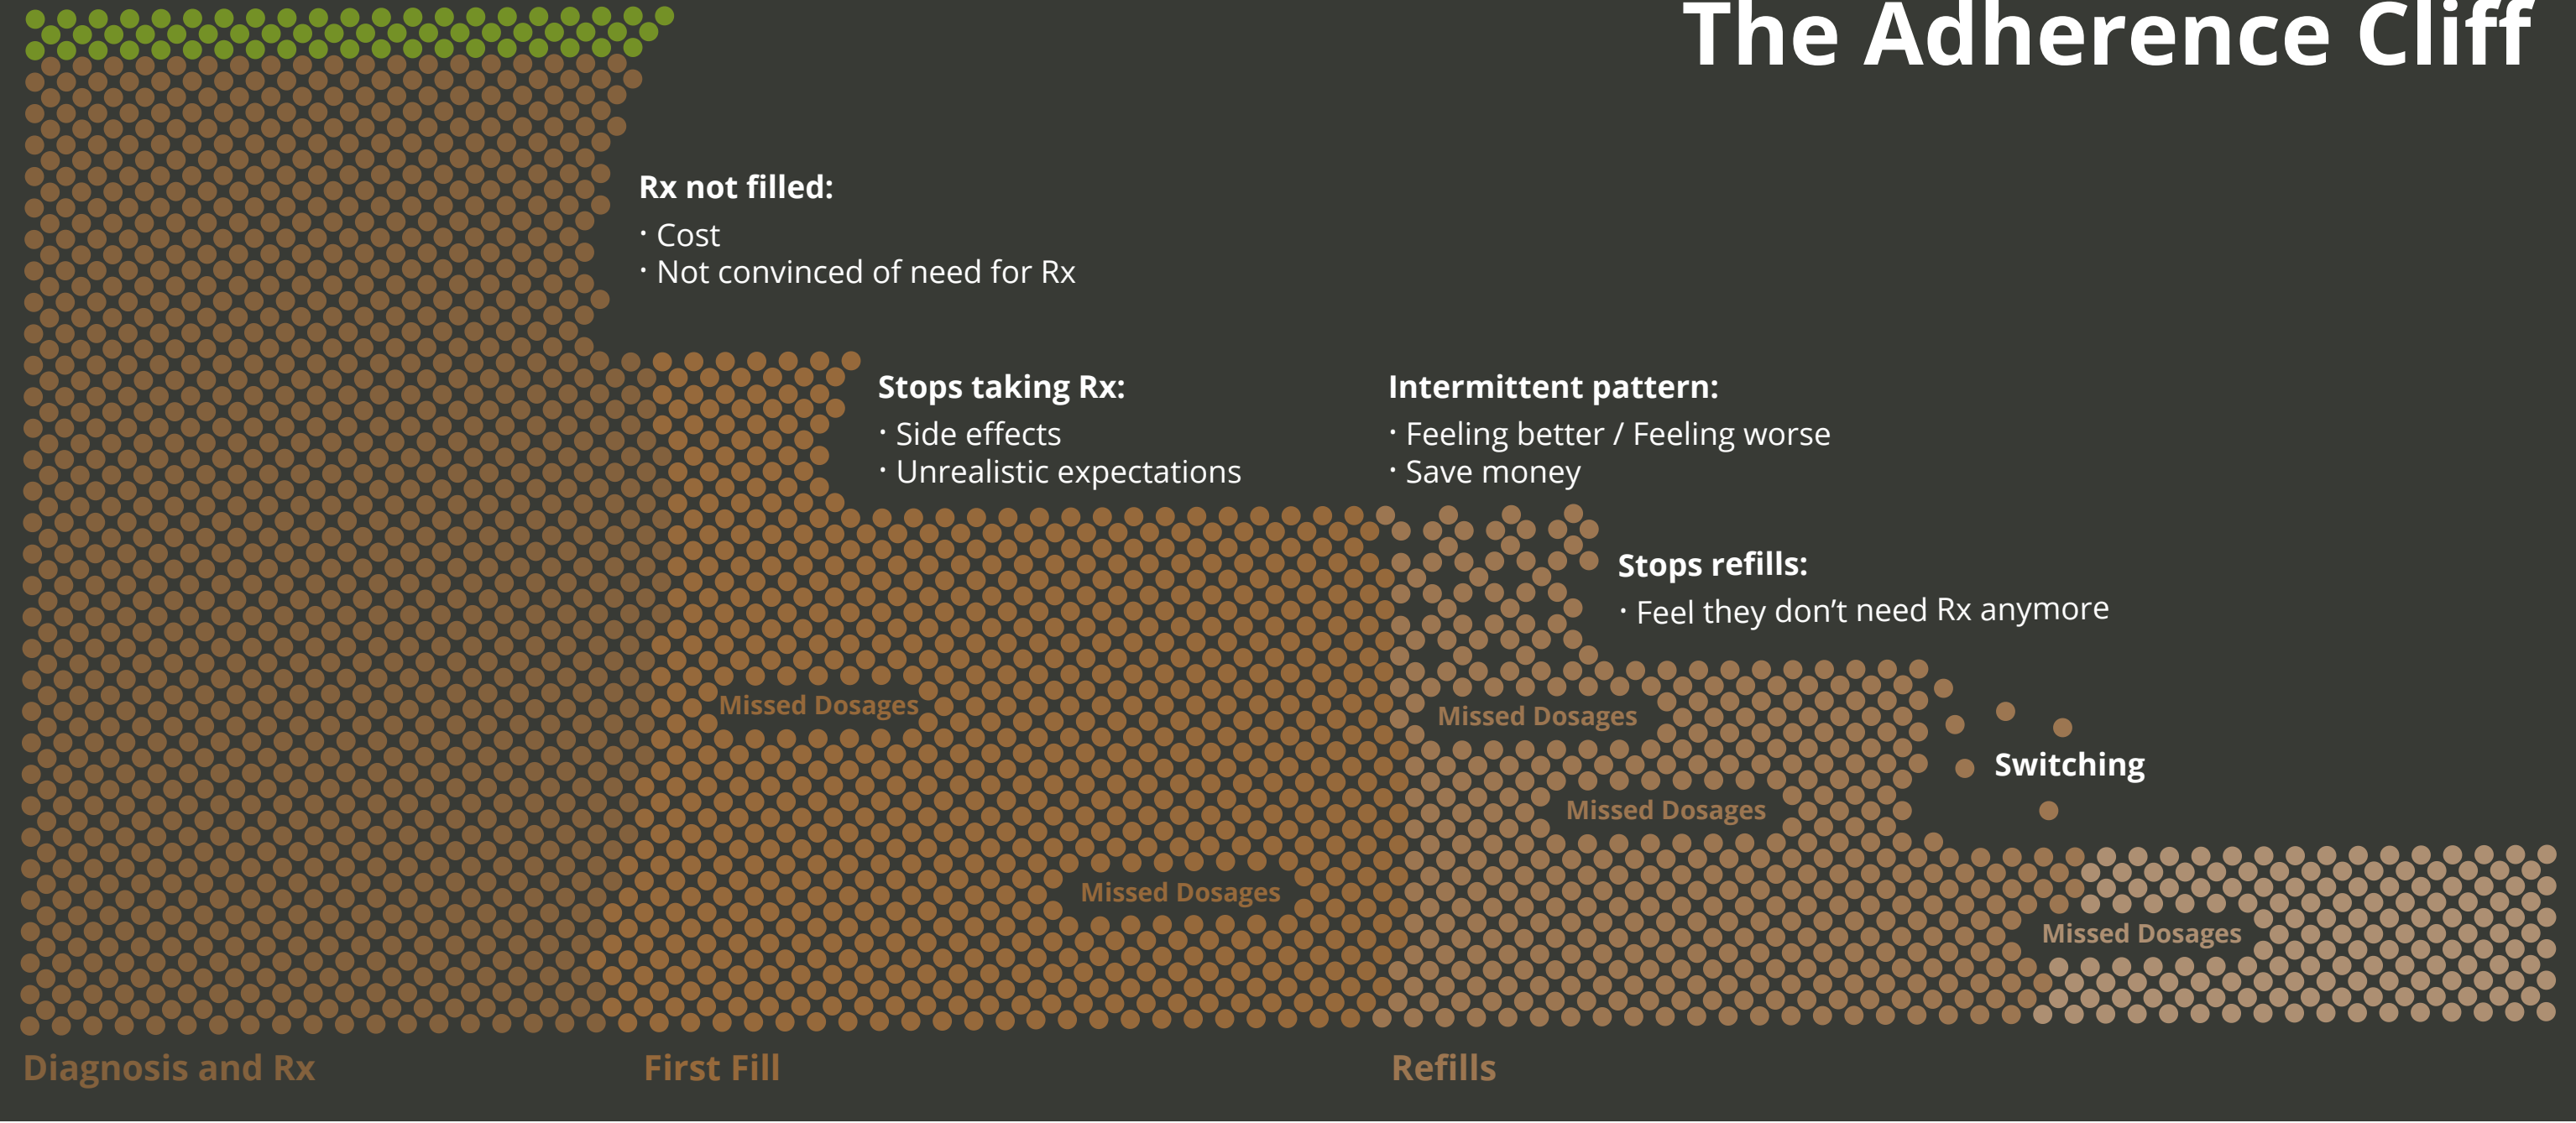 The Adherence Cliff
Rx not filled:
· Cost
· Not convinced of need for Rx
Stops taking Rx:
· Side effects
· Unrealistic expectations
Intermittent pattern:
· Feeling better / Feeling worse
· Save money
Stops refills:
· Feel they don’t need Rx anymore
Missed Dosages
Missed Dosages
Switching
Missed Dosages
Missed Dosages
Missed Dosages
Diagnosis and Rx
First Fill
Refills